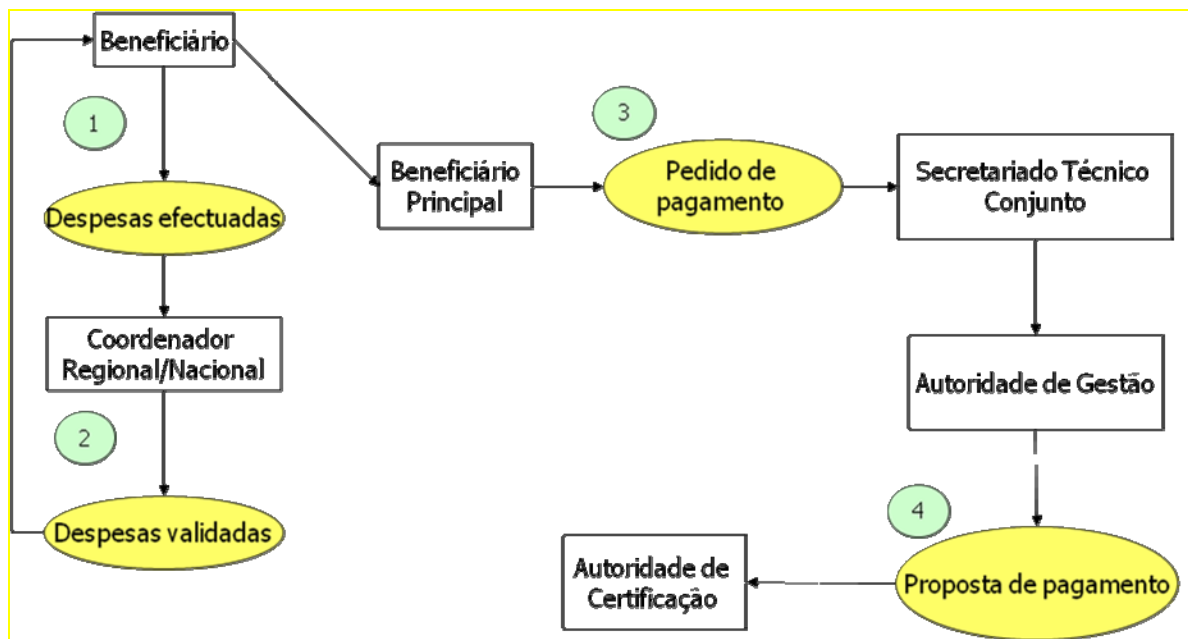 Beneficiário
1
Despesas efectuadas
Coordenador
Regional/Nacional
2
Despesas validadas
Beneficiário
Principal
3
Pedido de
pagamento
Secretariado Técnico
Conjunto
Autoridade de Gestão
4
Proposta de pagamento
Autoridade de
Certificação